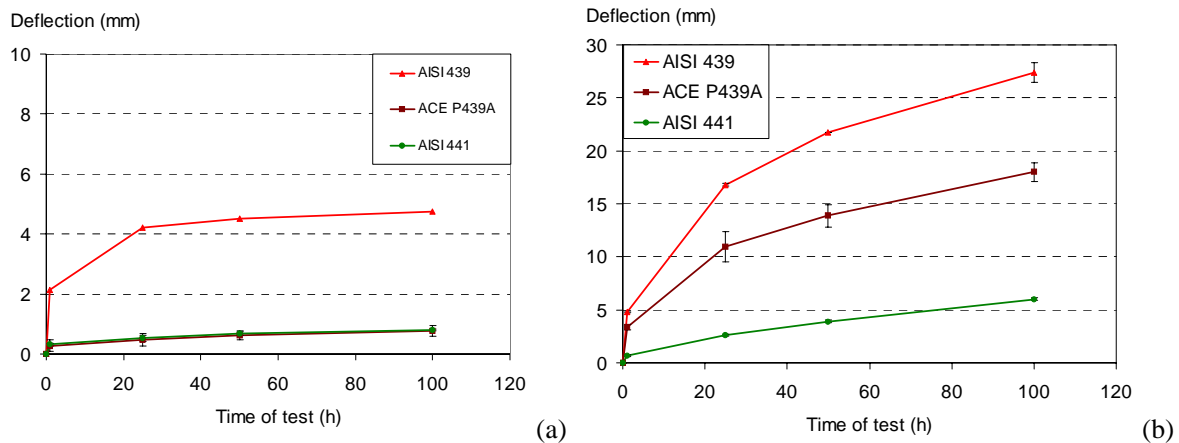 Deflection (mm)
10
8
6
4
2
0
0 20 40 60 80 100 120
Time of test (h)
AISI 439
ACE P439A
AISI 441
(a)
Deflection (mm)
30
25
20
15
10
5
0
0 20 40 60 80 100 120
Time of test (h)
AISI 439
ACE P439A
AISI 441
(b)